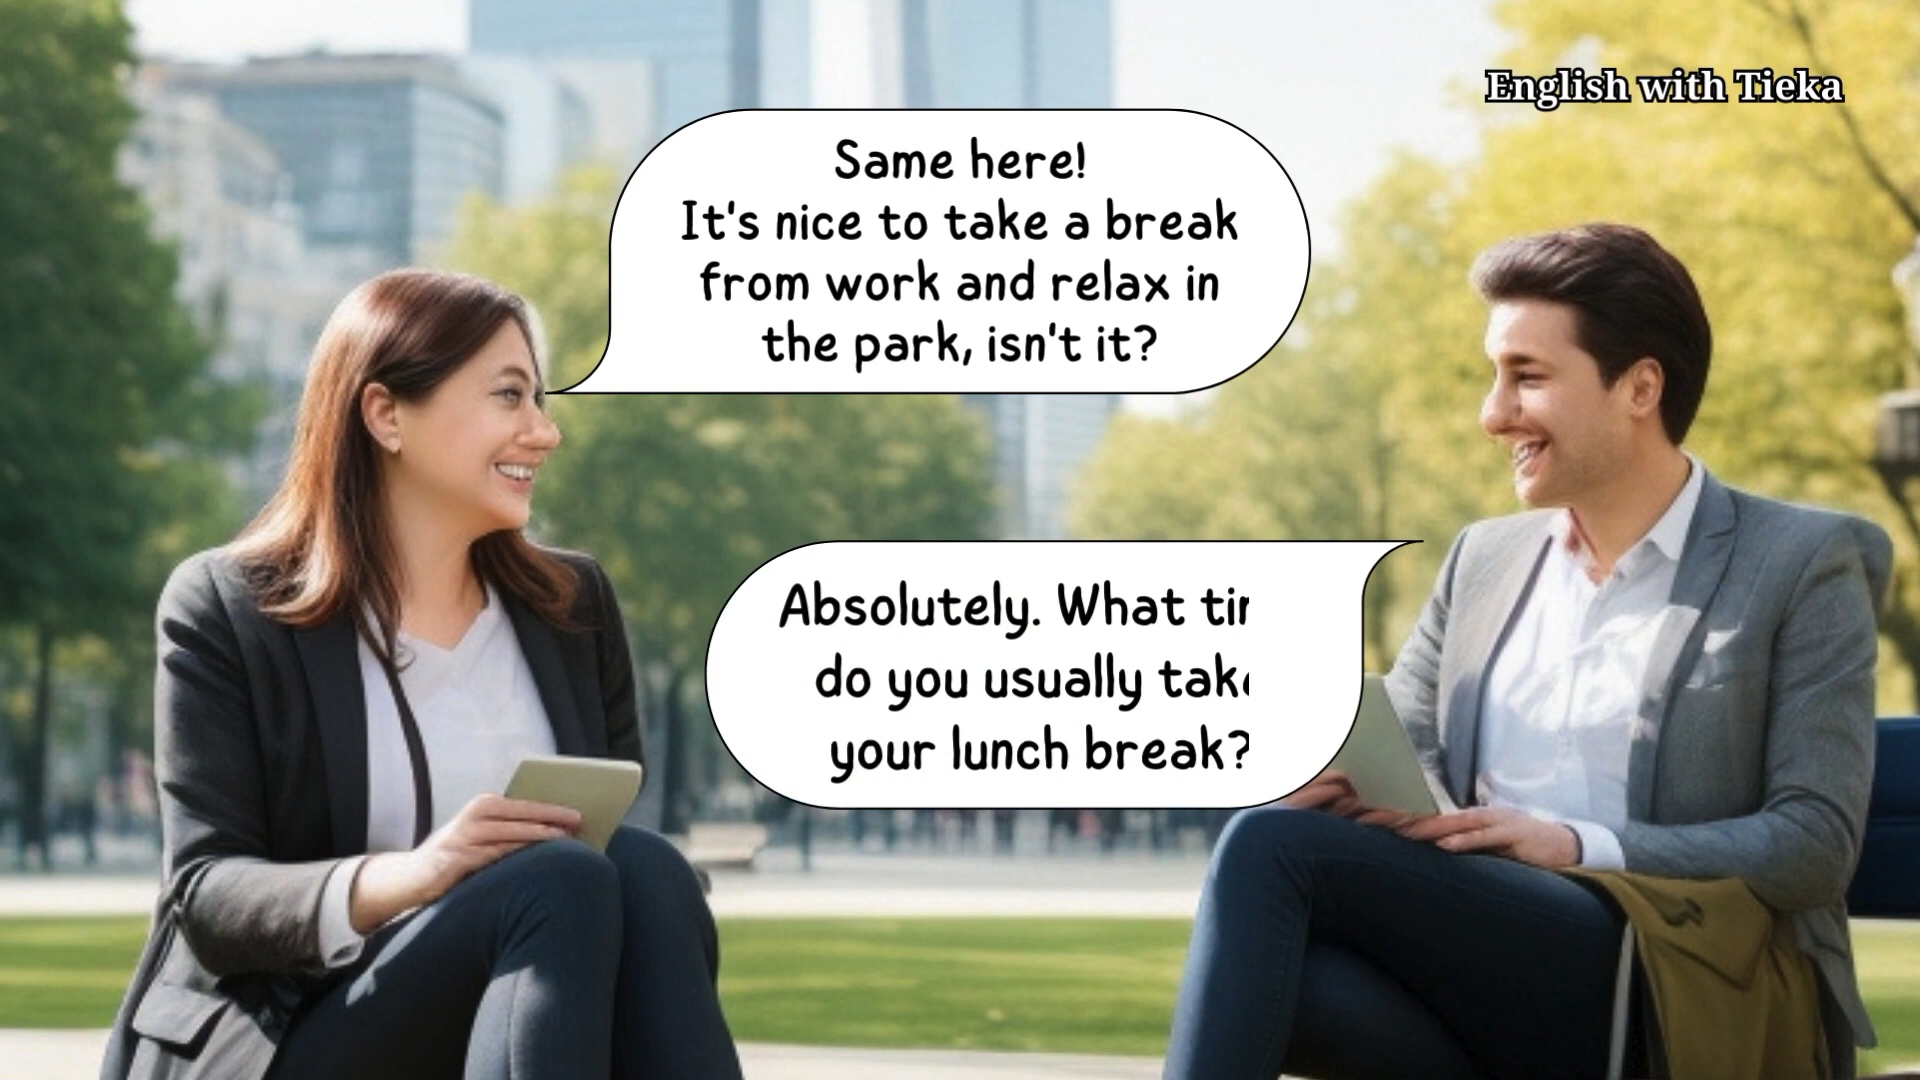 English with Tieka
Same here!
It's nice to take a break
from work and relax in
the park, isn't it?
Absolutely. What
do you usually
your lunch break?